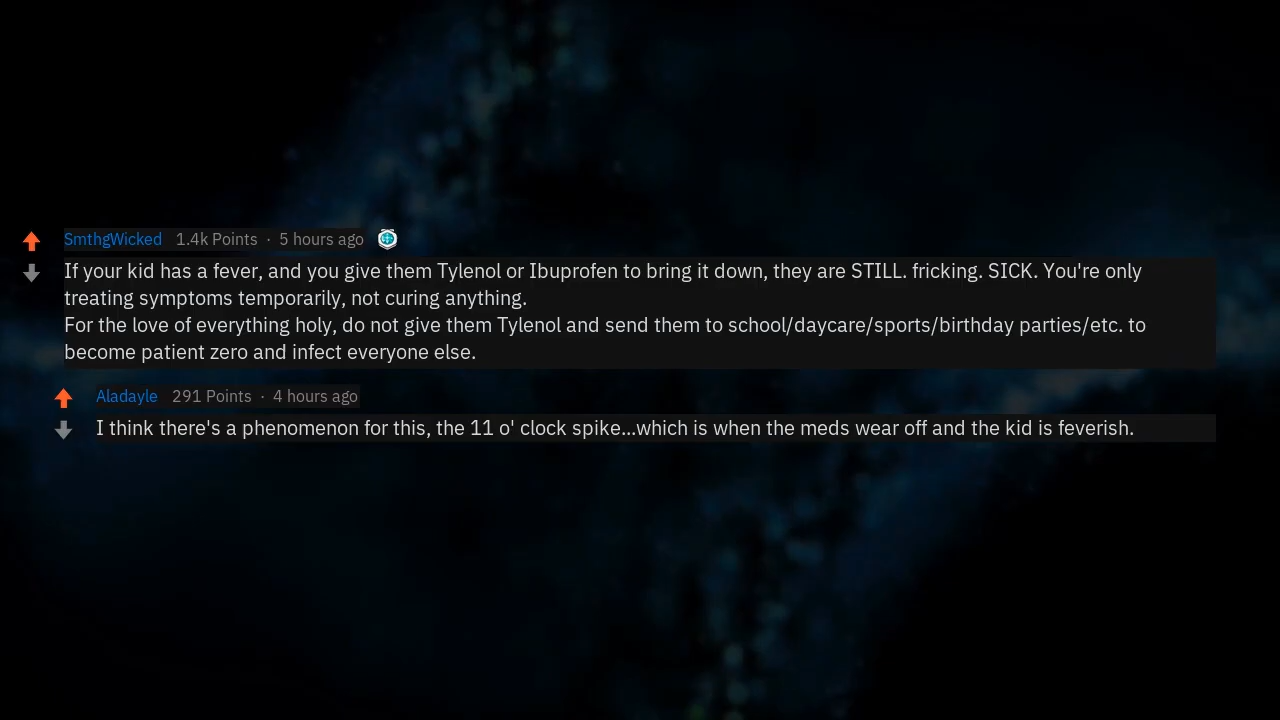 SmthgWicked 1.4k Points · 5 hours ago
If your kid has a fever, and you give them Tylenol or Ibuprofen to bring it down, they are STILL. fricking. SICK. You're only
treating symptoms temporarily, not curing anything.
For the love of everything holy, do not give them Tylenol and send them to school/daycare/sports/birthday parties/etc. to
become patient zero and infect everyone else.
Aladayle 291 Points · 4 hours ago
I think there's a phenomenon for this, the 11 o' clock spike...which is when the meds wear off and the kid is feverish.